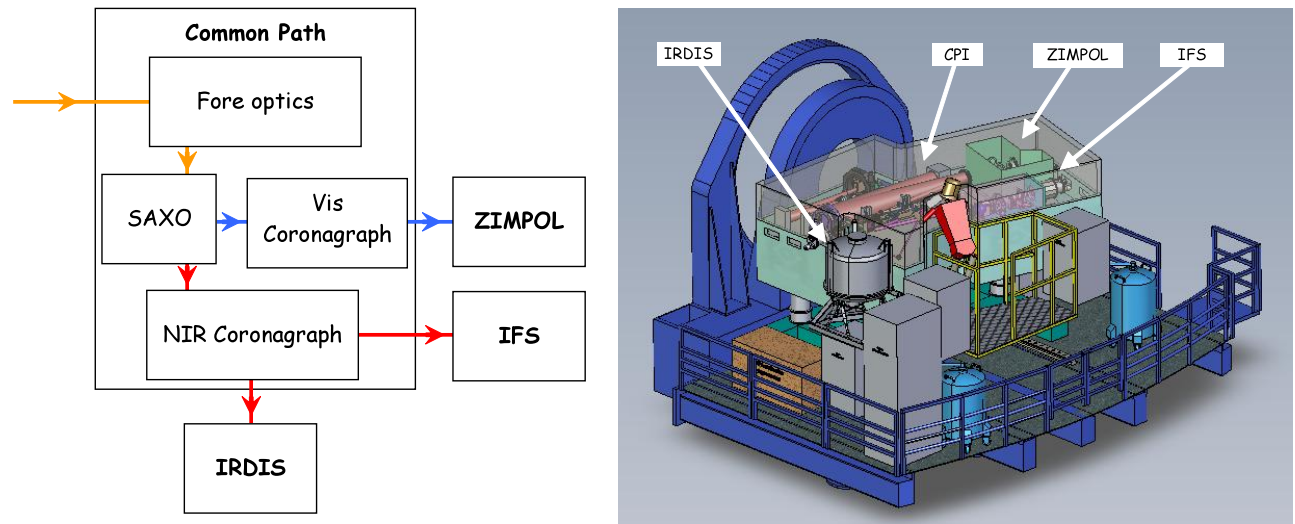 Common Path
Fore optics
SAXO
Vis
Coronagraph
ZIMPOL
NIR Coronagraph
IFS
IRDIS
IRDIS
CPI
ZIMPOL
IFS